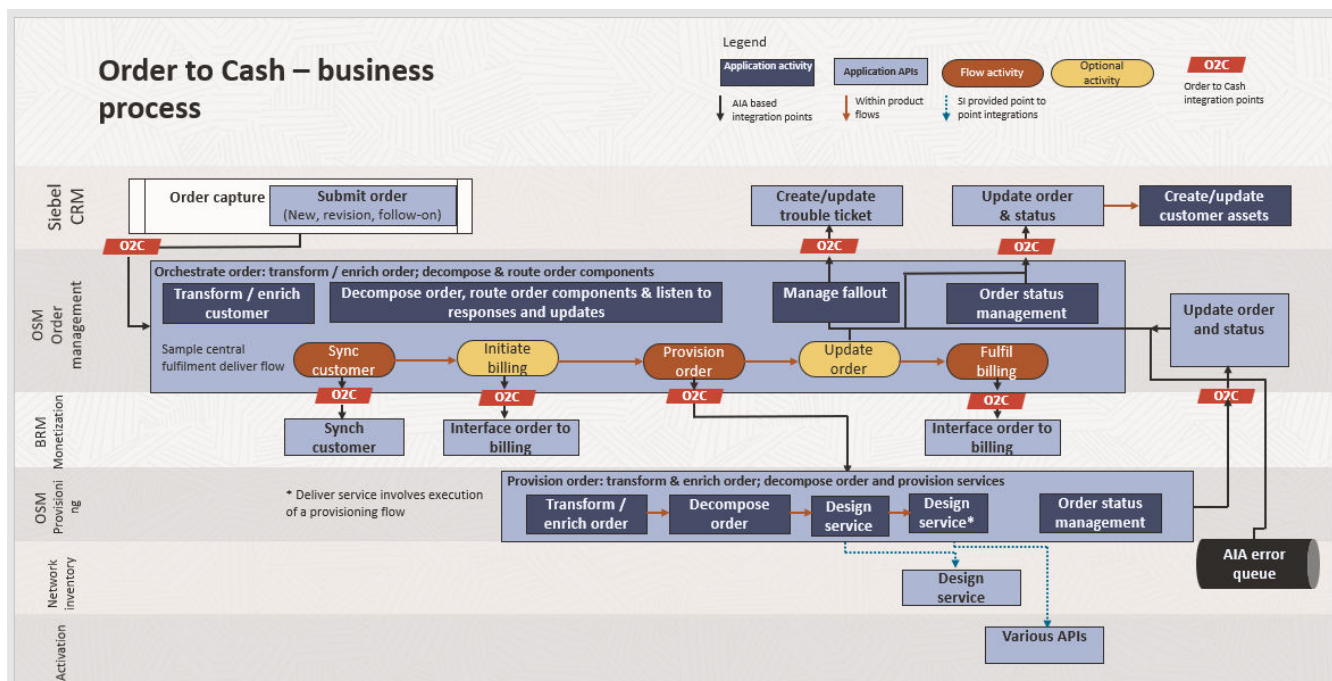 Order to Cash – business
process
Legend
Application activity
Application APIs
Flow activity
Optional
activity
O2C
AIA based
integration points
Within product
flows
SI provided point to
point integrations
Order to Cash
integration points
Siebel
CRM
Order capture
Submit order
(New, revision, follow-on)
Create/update
trouble ticket
Update order
& status
Create/update
customer assets
O2C
O2C
O2C
OSM
Order
management
Orchestrate order: transform / enrich order; decompose & route order components
Transform / enrich
customer
Decompose order, route order components & listen to
responses and updates
Manage fallout
Order status
management
Update order
and status
Sample central
fulfilment deliver flow
Sync
customer
Initiate
billing
Provision
order
Update
order
Fulfil
billing
O2C
O2C
O2C
O2C
O2C
BRM
Monetization
Synch
customer
Interface order to
billing
Interface order to
billing
OSM
Provisioni
ng
* Deliver service involves execution
of a provisioning flow
Provision order: transform & enrich order; decompose order and provision services
Transform /
enrich order
Decompose
order
Design
service
Design
service*
Order status
management
AIA error
queue
Network
inventory
Design
service
Activation
Various APIs